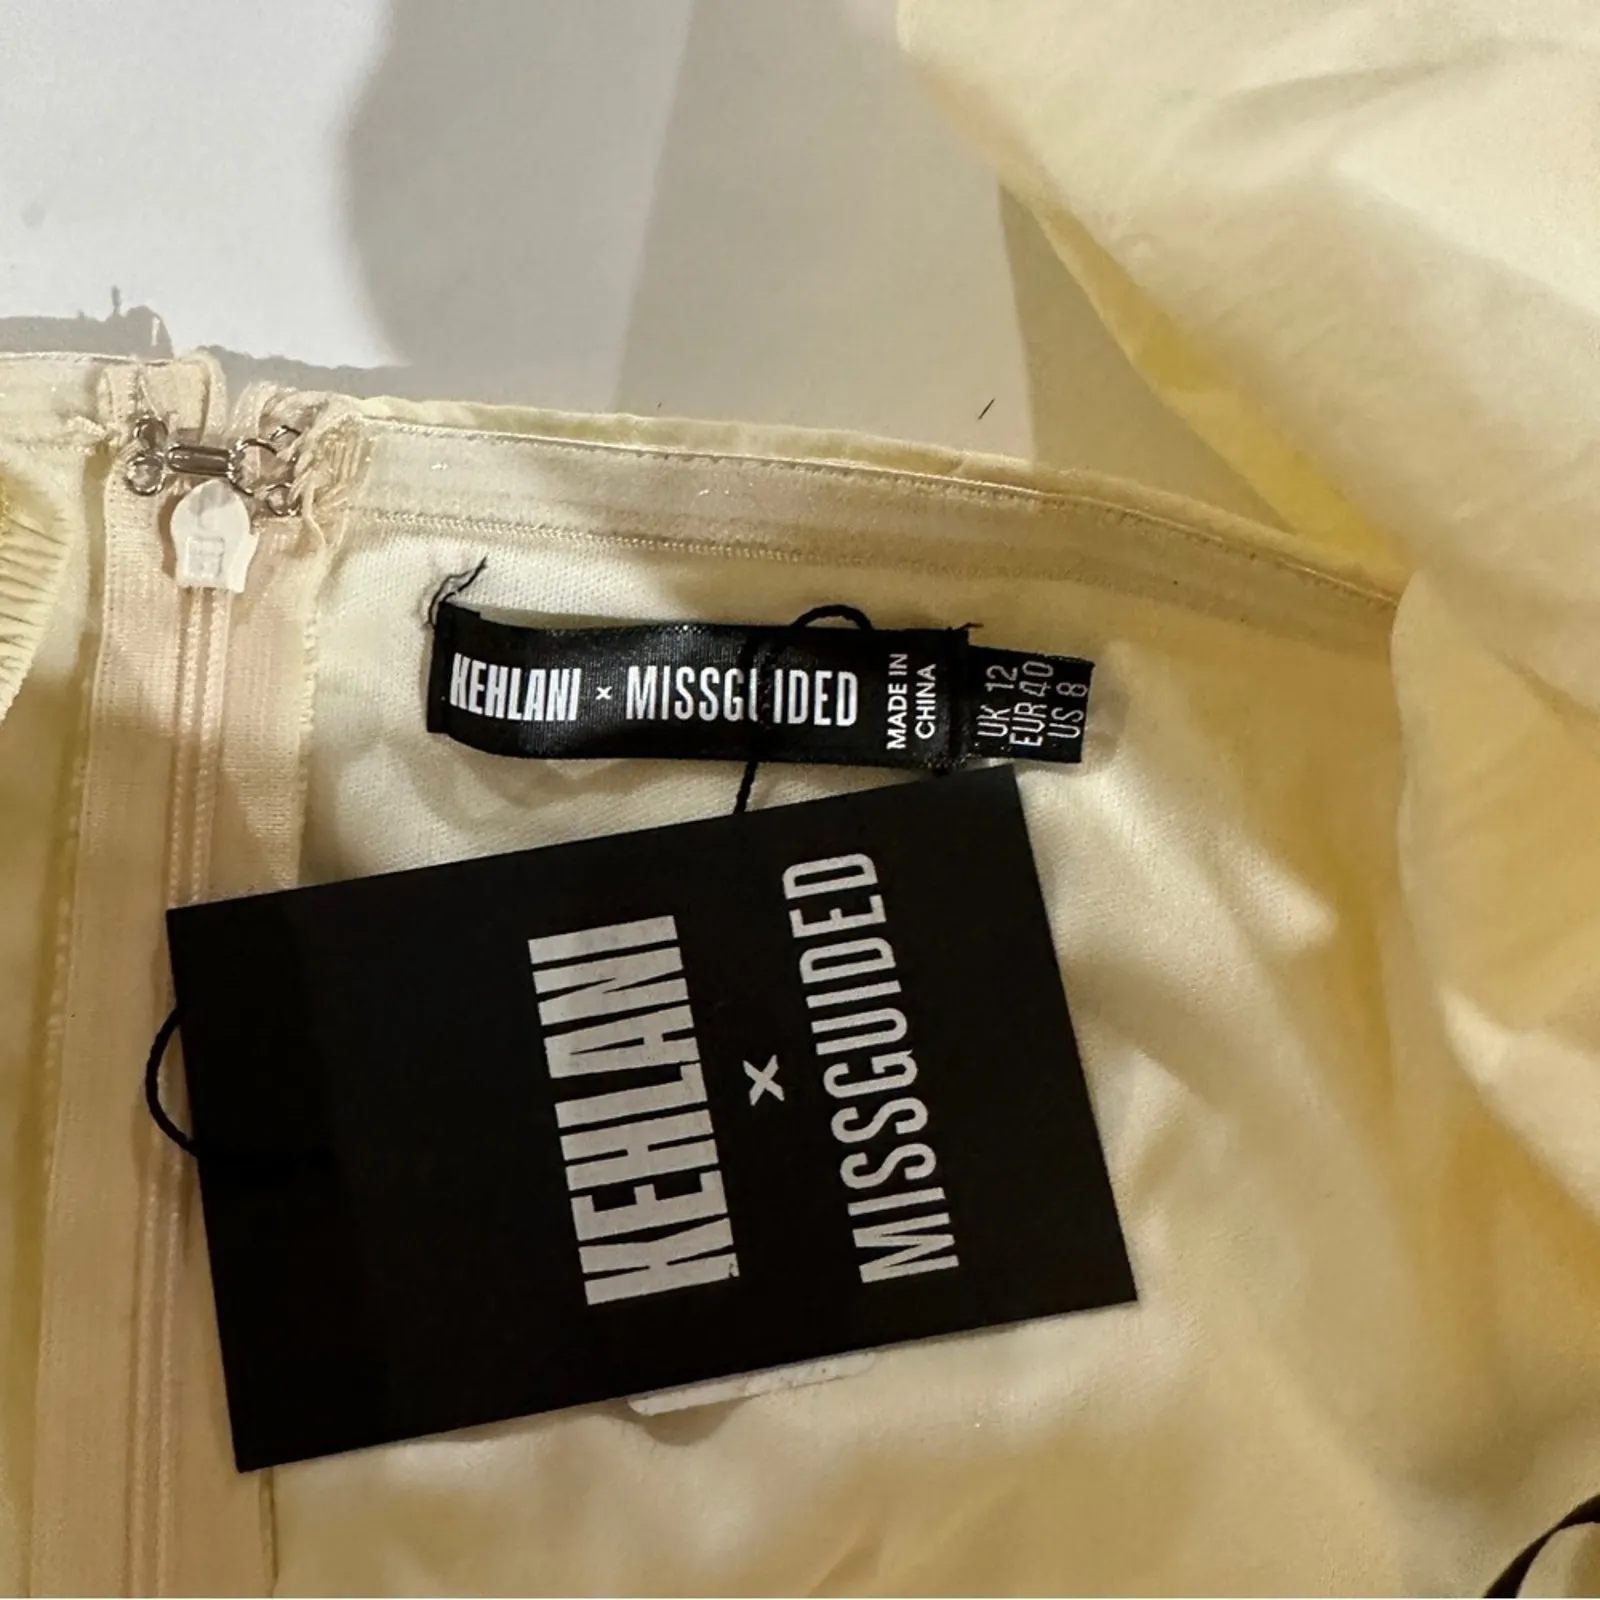 KEHLANI × MISSGUIDED
MADE IN
CHINA
UK 12
EUR 40
US 8
KEHLANI
×
MISSGUIDED